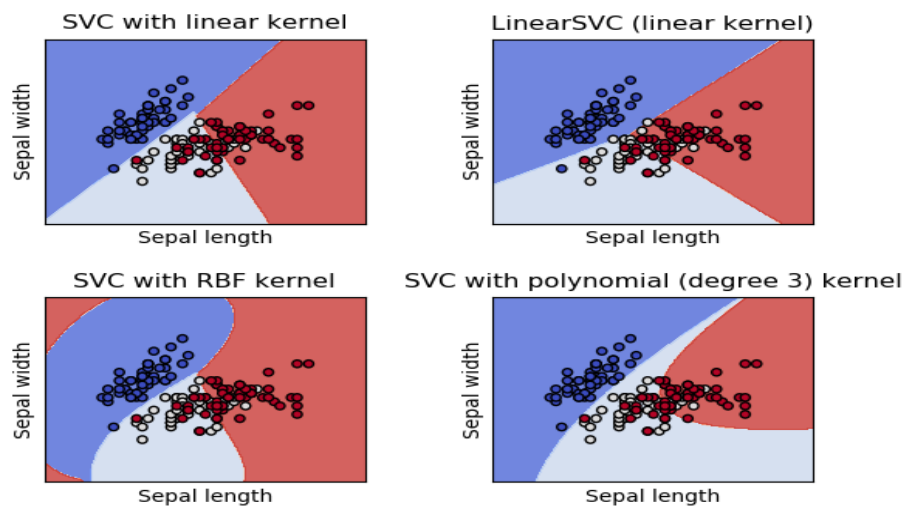 SVC with linear kernel
LinearSVC (linear kernel)
Sepal width
Sepal width
Sepal length
Sepal length
SVC with RBF kernel
SVC with polynomial (degree 3) kernel
Sepal width
Sepal width
Sepal length
Sepal length